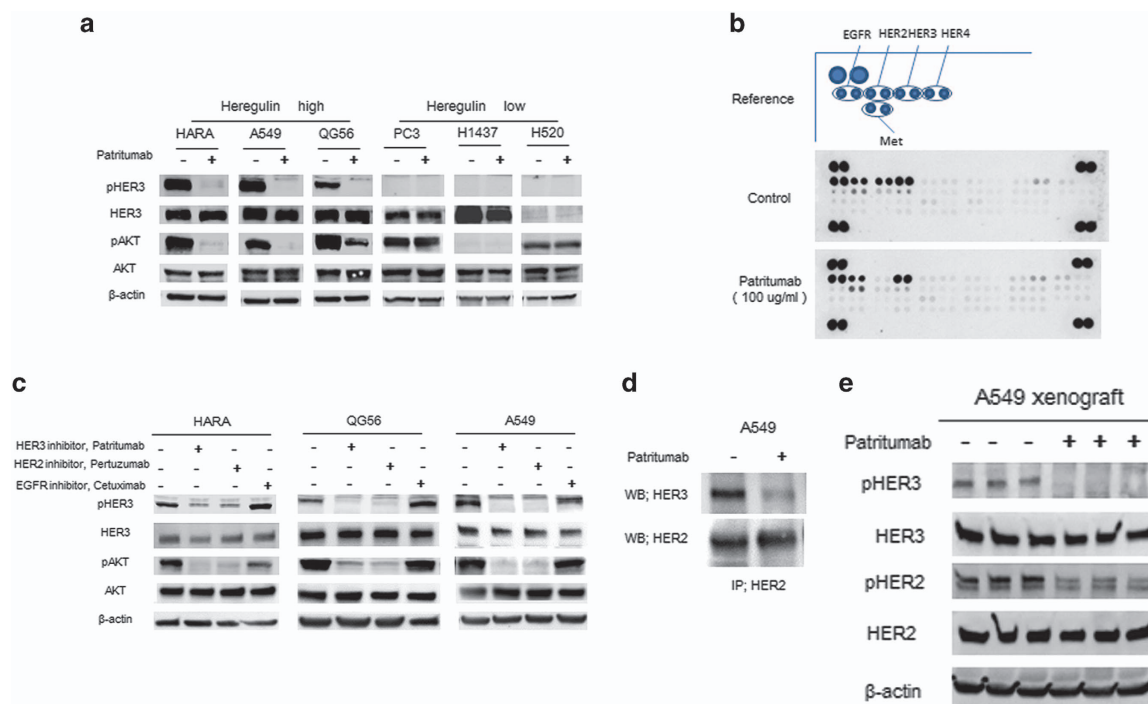 a
Heregulin high
Heregulin low
HARA A549 QG56 PC3 H1437 H520
Patritumab - + - + - + - + - + - +
pHER3
HER3
pAKT
AKT
β-actin
b
EGFR HER2 HER3 HER4
Reference
Met
Control
Patritumab
( 100 ug/ml )
c
HARA QG56 A549
HER3 inhibitor, Patritumab - + - - - + - - - + - -
HER2 inhibitor, Pertuzumab - - + - - - + - - - + -
EGFR inhibitor, Cetuximab - - - + - - - + - - - +
pHER3
HER3
pAKT
AKT
β-actin
d
A549
Patritumab - +
WB; HER3
WB; HER2
IP; HER2
e
A549 xenograft
Patritumab - - - + + +
pHER3
HER3
pHER2
HER2
β-actin